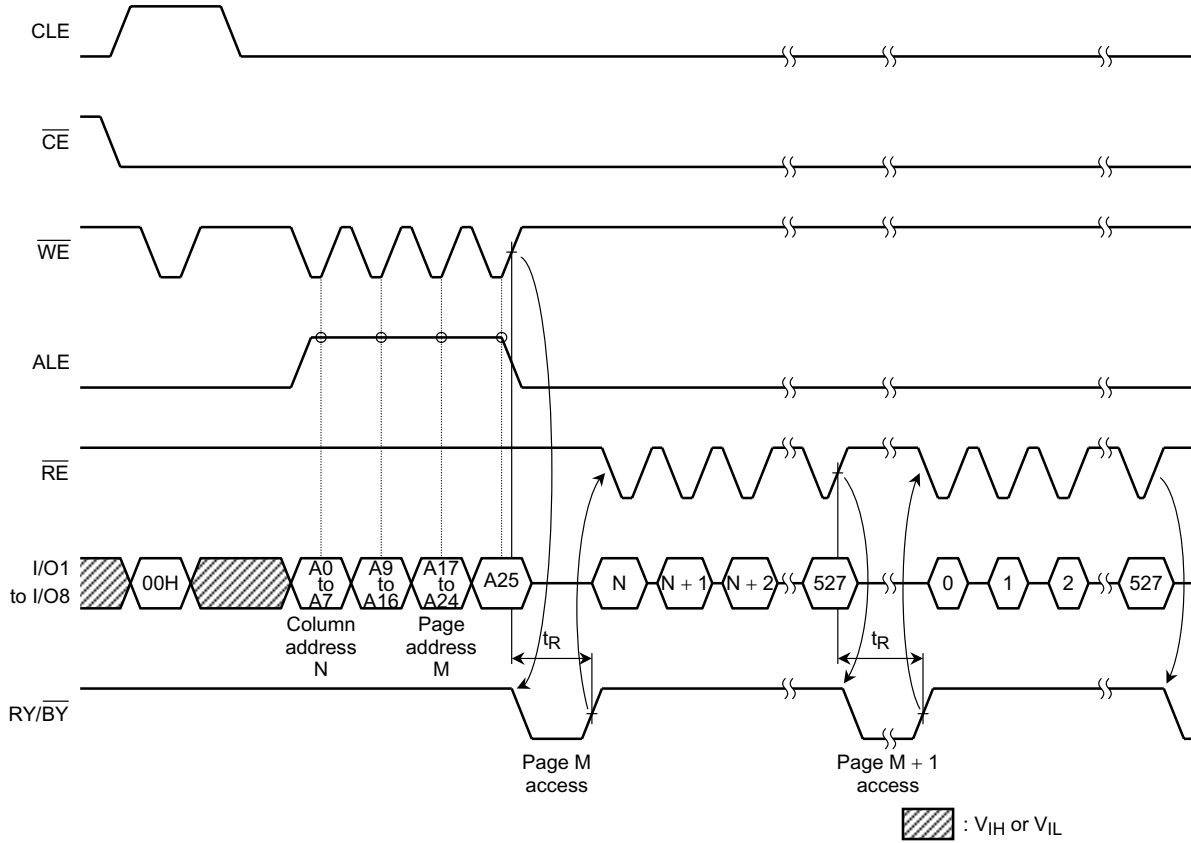 CLE
CE
WE
ALE
RE
I/O1
to I/O8
00H
A0
to
A7
A9
to
A16
A17
to
A24
A25
N
N + 1
N + 2
527
0
1
2
527
Column
address
N
Page
address
M
tR
tR
RY/BY
Page M
access
Page M + 1
access
: VIH or VIL